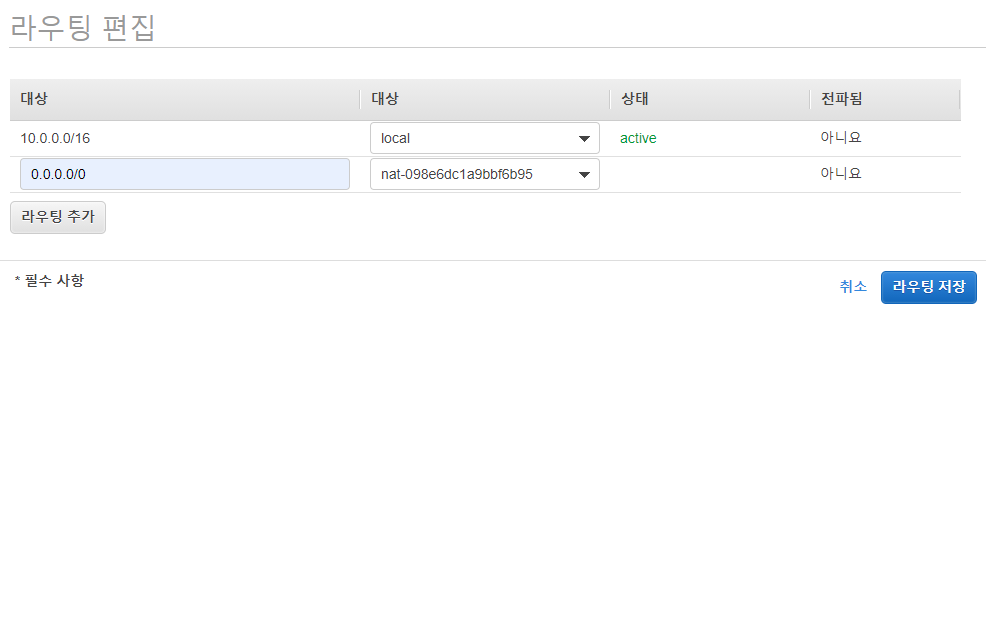 라우팅 편집
대상 대상 상태 전파됨
10.0.0.0/16 local active 아니요
0.0.0.0/0 nat-098e6dc1a9bbf6b95 아니요
라우팅 추가
* 필수 사항
취소 라우팅 저장